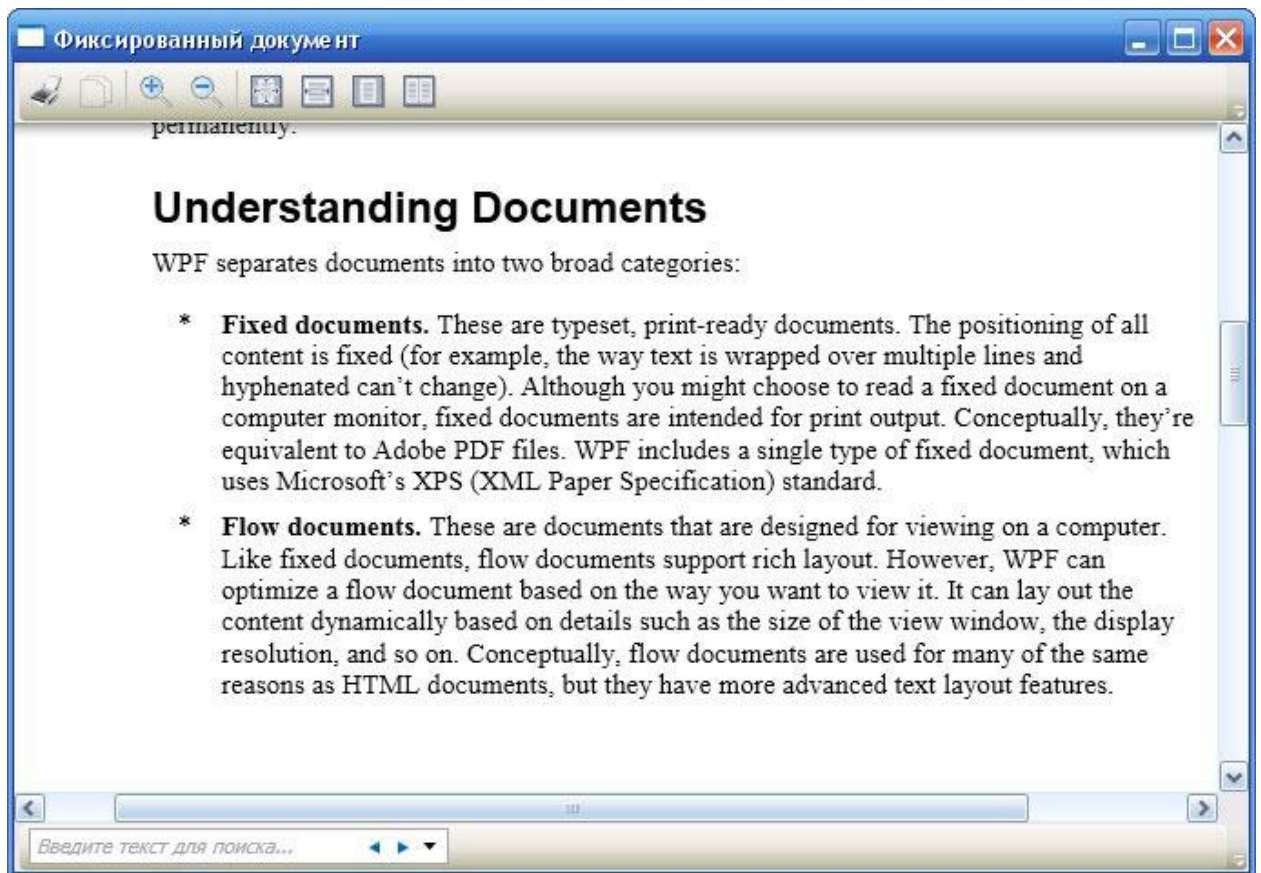 Фиксированный документ
permanently.
Understanding Documents
WPF separates documents into two broad categories:
* Fixed documents. These are typeset, print-ready documents. The positioning of all
content is fixed (for example, the way text is wrapped over multiple lines and
hyphenated can’t change). Although you might choose to read a fixed document on a
computer monitor, fixed documents are intended for print output. Conceptually, they’re
equivalent to Adobe PDF files. WPF includes a single type of fixed document, which
uses Microsoft’s XPS (XML Paper Specification) standard.
* Flow documents. These are documents that are designed for viewing on a computer.
Like fixed documents, flow documents support rich layout. However, WPF can
optimize a flow document based on the way you want to view it. It can lay out the
content dynamically based on details such as the size of the view window, the display
resolution, and so on. Conceptually, flow documents are used for many of the same
reasons as HTML documents, but they have more advanced text layout features.
Введите текст для поиска...